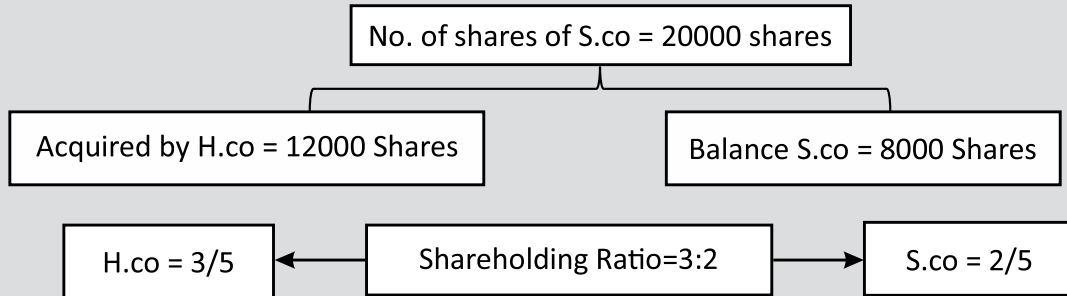 No. of shares of S.co = 20000 shares
Acquired by H.co = 12000 Shares
Balance S.co = 8000 Shares
H.co = 3/5
Shareholding Ratio=3:2
S.co = 2/5